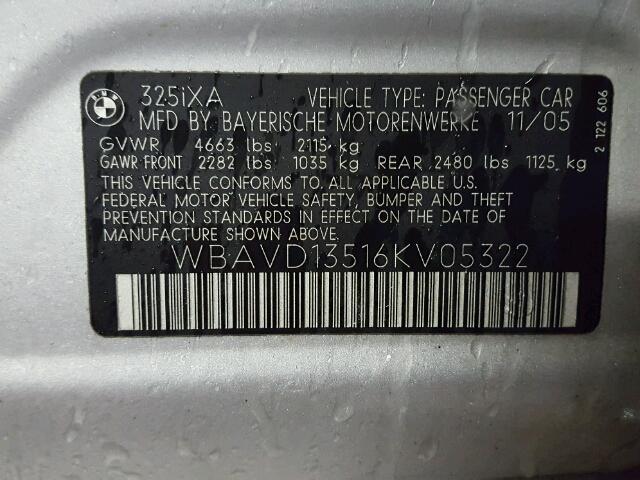 BMW
325iXA VEHICLE TYPE: PASSENGER CAR
MFD BY BAYERISCHE MOTORENWERKE 11/05
GVWR 4663 lbs 2115 kg
GAWR FRONT 2282 lbs 1035 kg REAR 2480 lbs 1125 kg
THIS VEHICLE CONFORMS TO ALL APPLICABLE U.S.
FEDERAL MOTOR VEHICLE SAFETY, BUMPER AND THEFT
PREVENTION STANDARDS IN EFFECT ON THE DATE OF
MANUFACTURE SHOWN ABOVE.
WBAVD13516KV05322
2 122 606